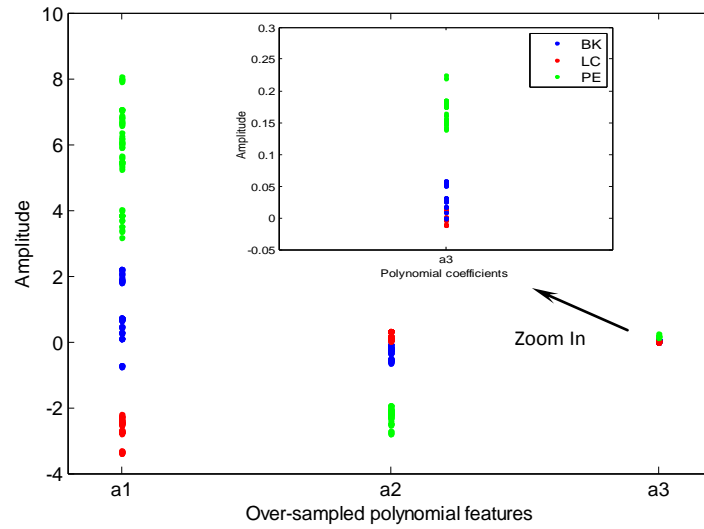 10
8
6
4
2
0
-2
-4
Amplitude
a1
a2
a3
Over-sampled polynomial features
0.3
0.25
0.2
0.15
0.1
0.05
0
-0.05
Amplitude
a3
Polynomial coefficients
BK
LC
PE
Zoom In